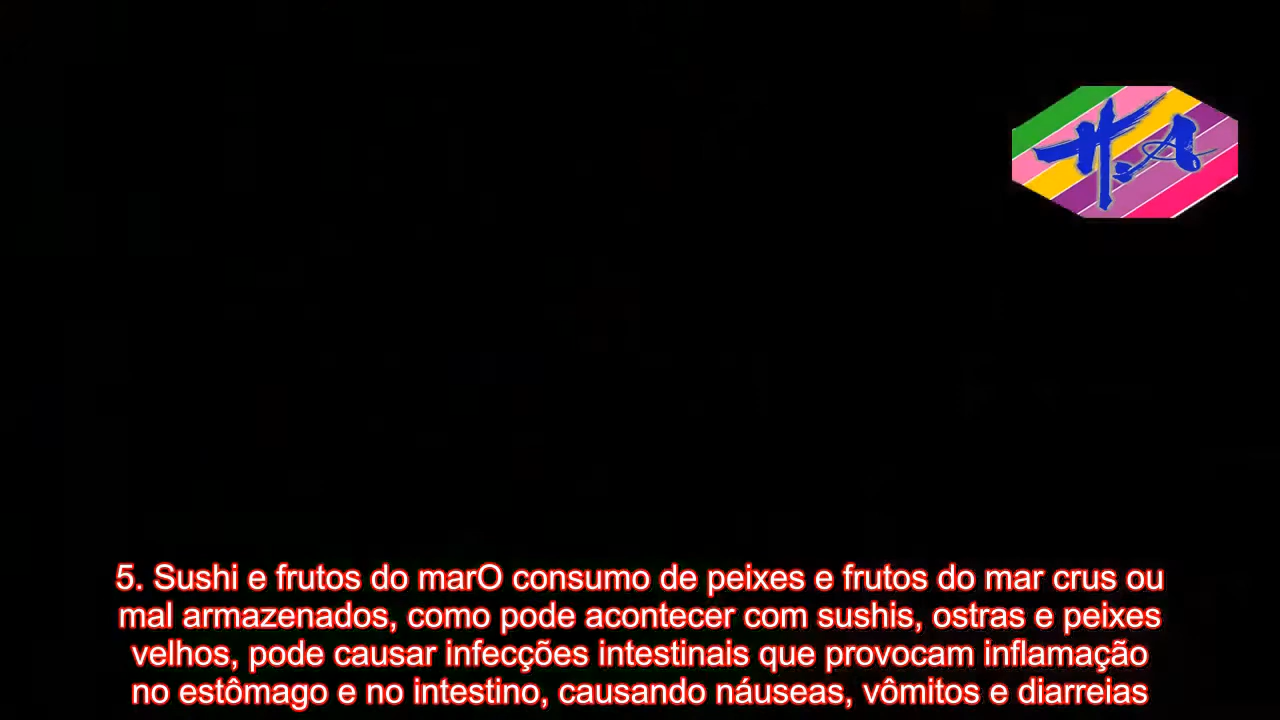 H.A
5. Sushi e frutos do marO consumo de peixes e frutos do mar crus ou
mal armazenados, como pode acontecer com sushis, ostras e peixes
velhos, pode causar infecções intestinais que provocam inflamação
no estômago e no intestino, causando náuseas, vômitos e diarreias